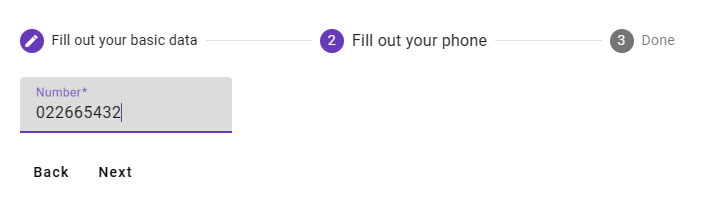 Fill out your basic data
2 Fill out your phone
3 Done
Number*
022665432
Back Next